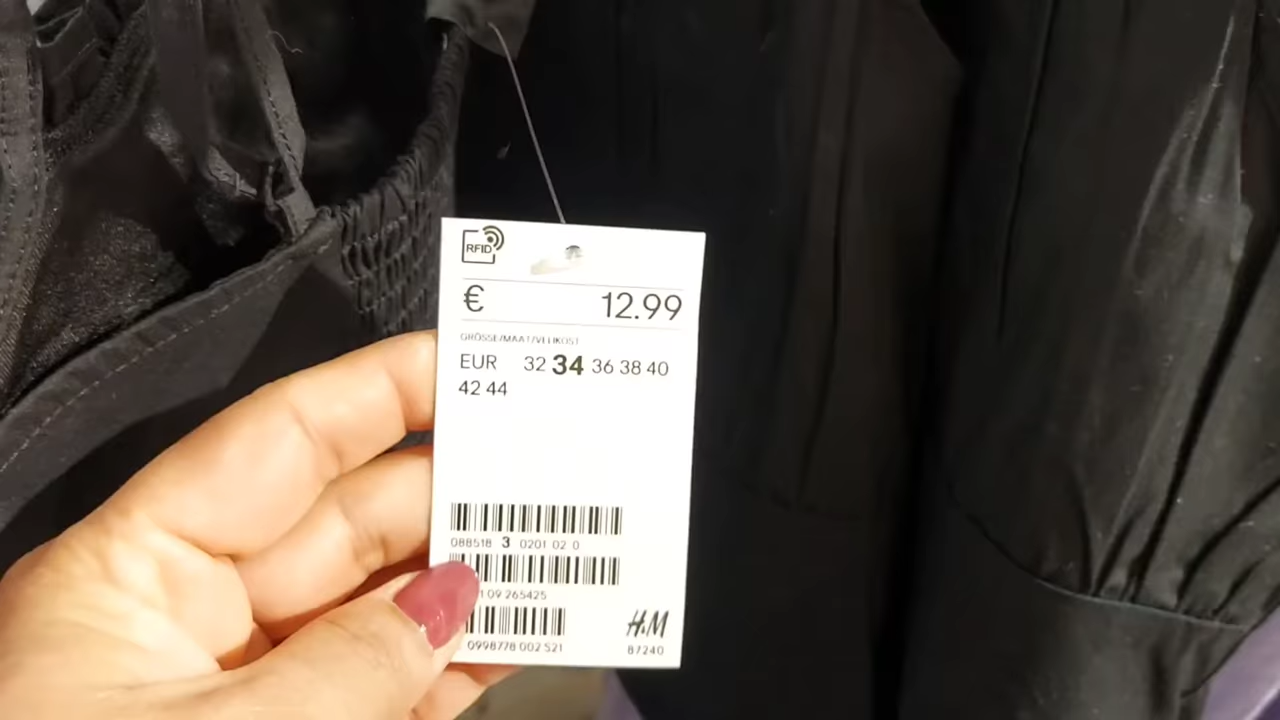 RFID
€ 12.99
GRÖSSE/MAAT/VELIKOST
EUR 32 34 36 38 40
42 44
088518 3 0201 02 0
1 09 265425
H&M
0998778 002 521
87240